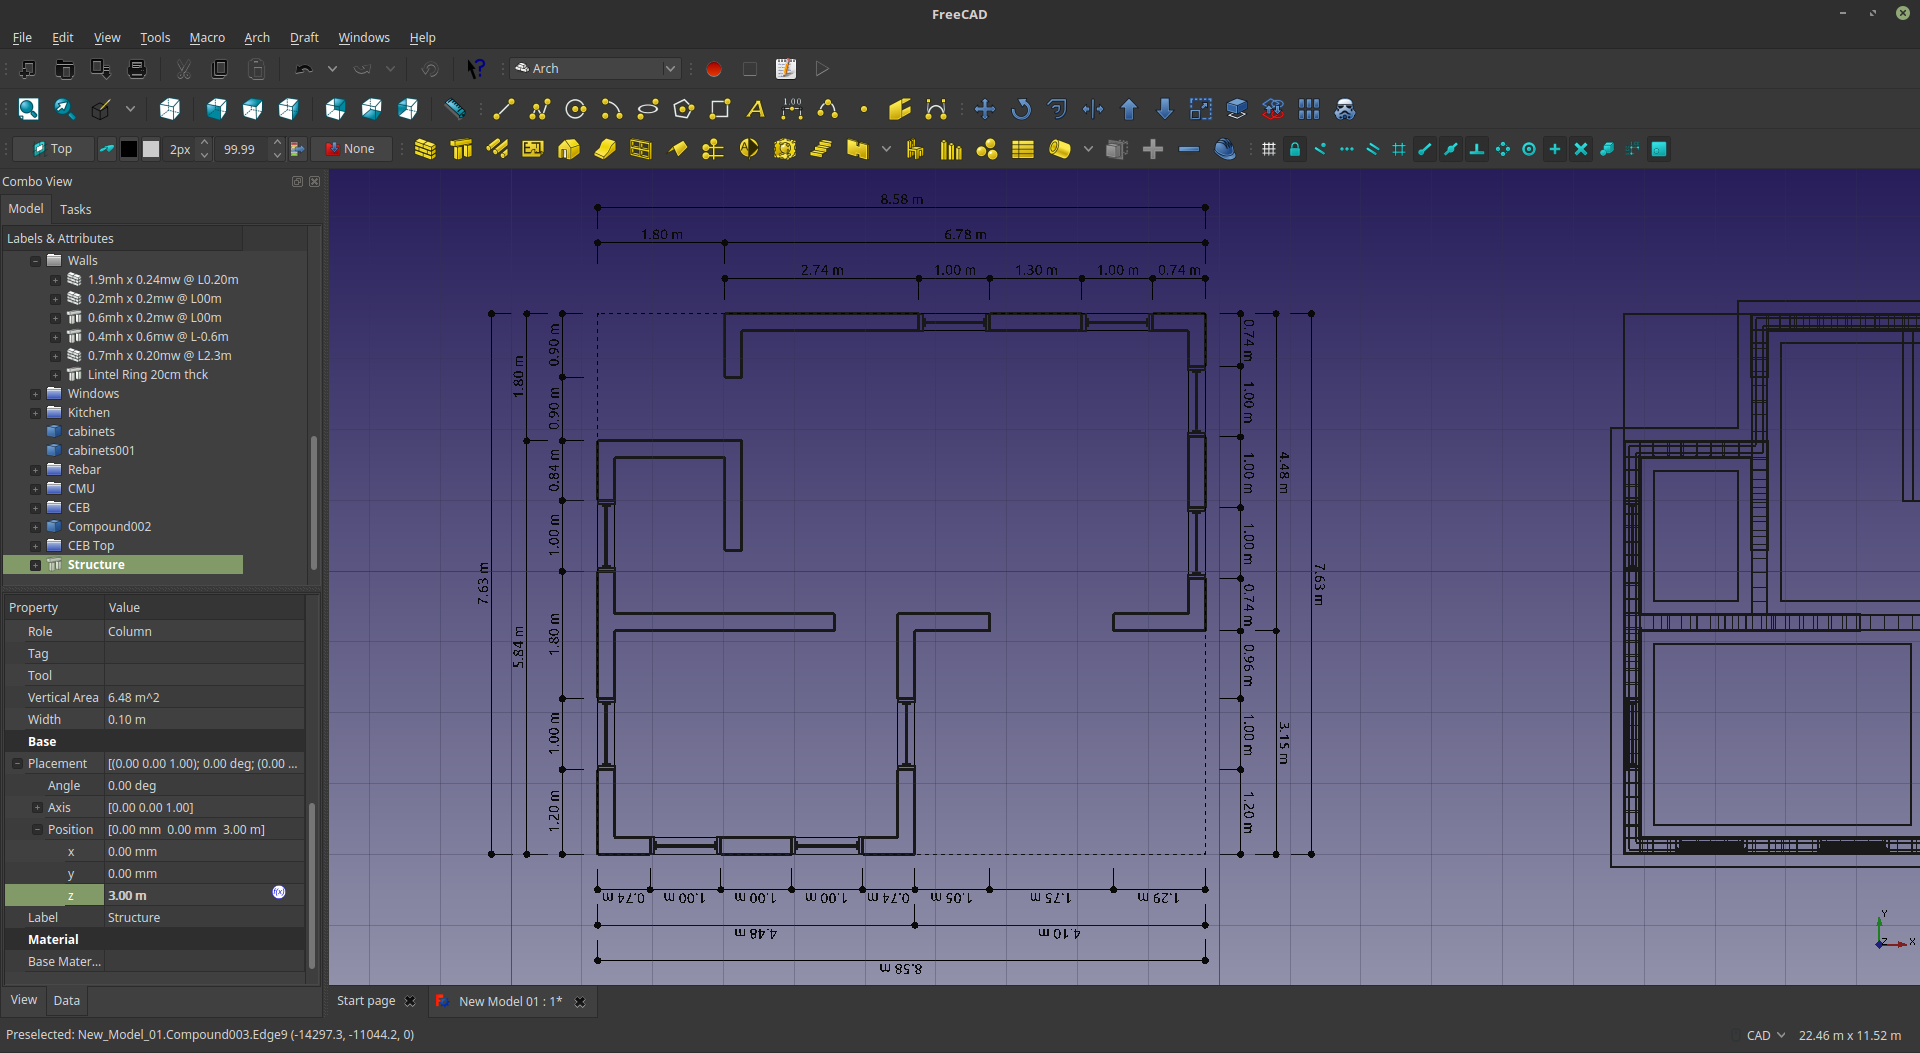 FreeCAD
File Edit View Tools Macro Arch Draft Windows Help
Arch
1.00
Top 2px 99.99 None
Combo View
Model Tasks
Labels & Attributes
Walls
1.9mh x 0.24mw @ L0.20m
0.2mh x 0.2mw @ L00m
0.6mh x 0.2mw @ L00m
0.4mh x 0.6mw @ L-0.6m
0.7mh x 0.20mw @ L2.3m
Lintel Ring 20cm thck
Windows
Kitchen
cabinets
cabinets001
Rebar
CMU
CEB
Compound002
CEB Top
Structure
Property Value
Role Column
Tag
Tool
Vertical Area 6.48 m^2
Width 0.10 m
Base
Placement [(0.00 0.00 1.00); 0.00 deg; (0.00 ...
Angle 0.00 deg
Axis [0.00 0.00 1.00]
Position [0.00 mm 0.00 mm 3.00 m]
x 0.00 mm
y 0.00 mm
z 3.00 m
Label Structure
Material
Base Mater...
View Data
8.58 m
1.80 m 6.78 m
2.74 m 1.00 m 1.30 m 1.00 m 0.74 m
7.63 m
1.80 m
5.84 m
0.90 m
0.90 m
0.84 m
1.00 m
1.80 m
1.00 m
1.20 m
0.74 m
1.00 m
1.00 m
1.00 m
0.74 m
0.96 m
1.00 m
1.20 m
4.48 m
3.15 m
7.63 m
0.74 m 1.00 m 1.00 m 1.00 m 0.74 m 1.05 m 1.75 m 1.29 m
4.48 m 4.10 m
8.58 m
Y
Z X
Start page New Model 01 : 1*
Preselected: New_Model_01.Compound003.Edge9 (-14297.3, -11044.2, 0)
CAD 22.46 m x 11.52 m